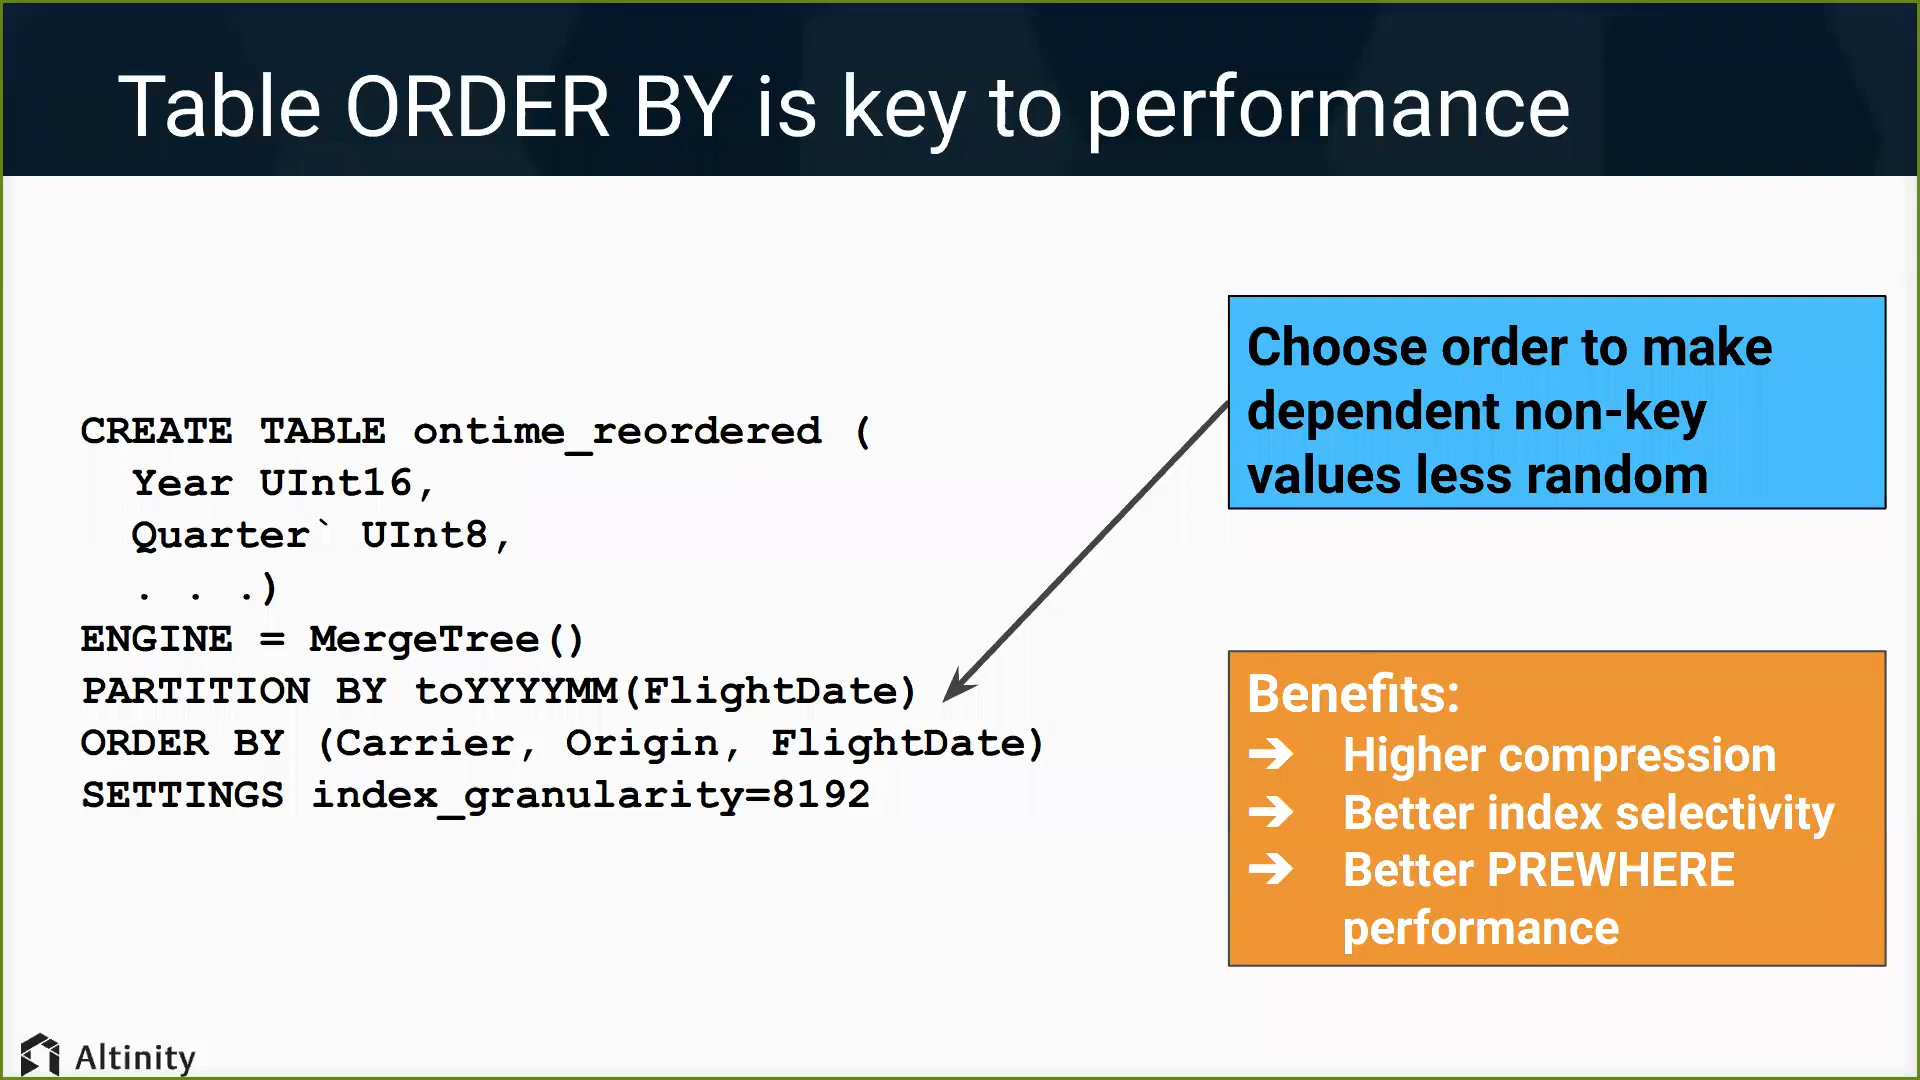 Table ORDER BY is key to performance
CREATE TABLE ontime_reordered (
Year UInt16,
Quarter` UInt8,
. . .)
ENGINE = MergeTree()
PARTITION BY toYYYYMM(FlightDate)
ORDER BY (Carrier, Origin, FlightDate)
SETTINGS index_granularity=8192
Choose order to make
dependent non-key
values less random
Benefits:
➔ Higher compression
➔ Better index selectivity
➔ Better PREWHERE
performance
Altinity